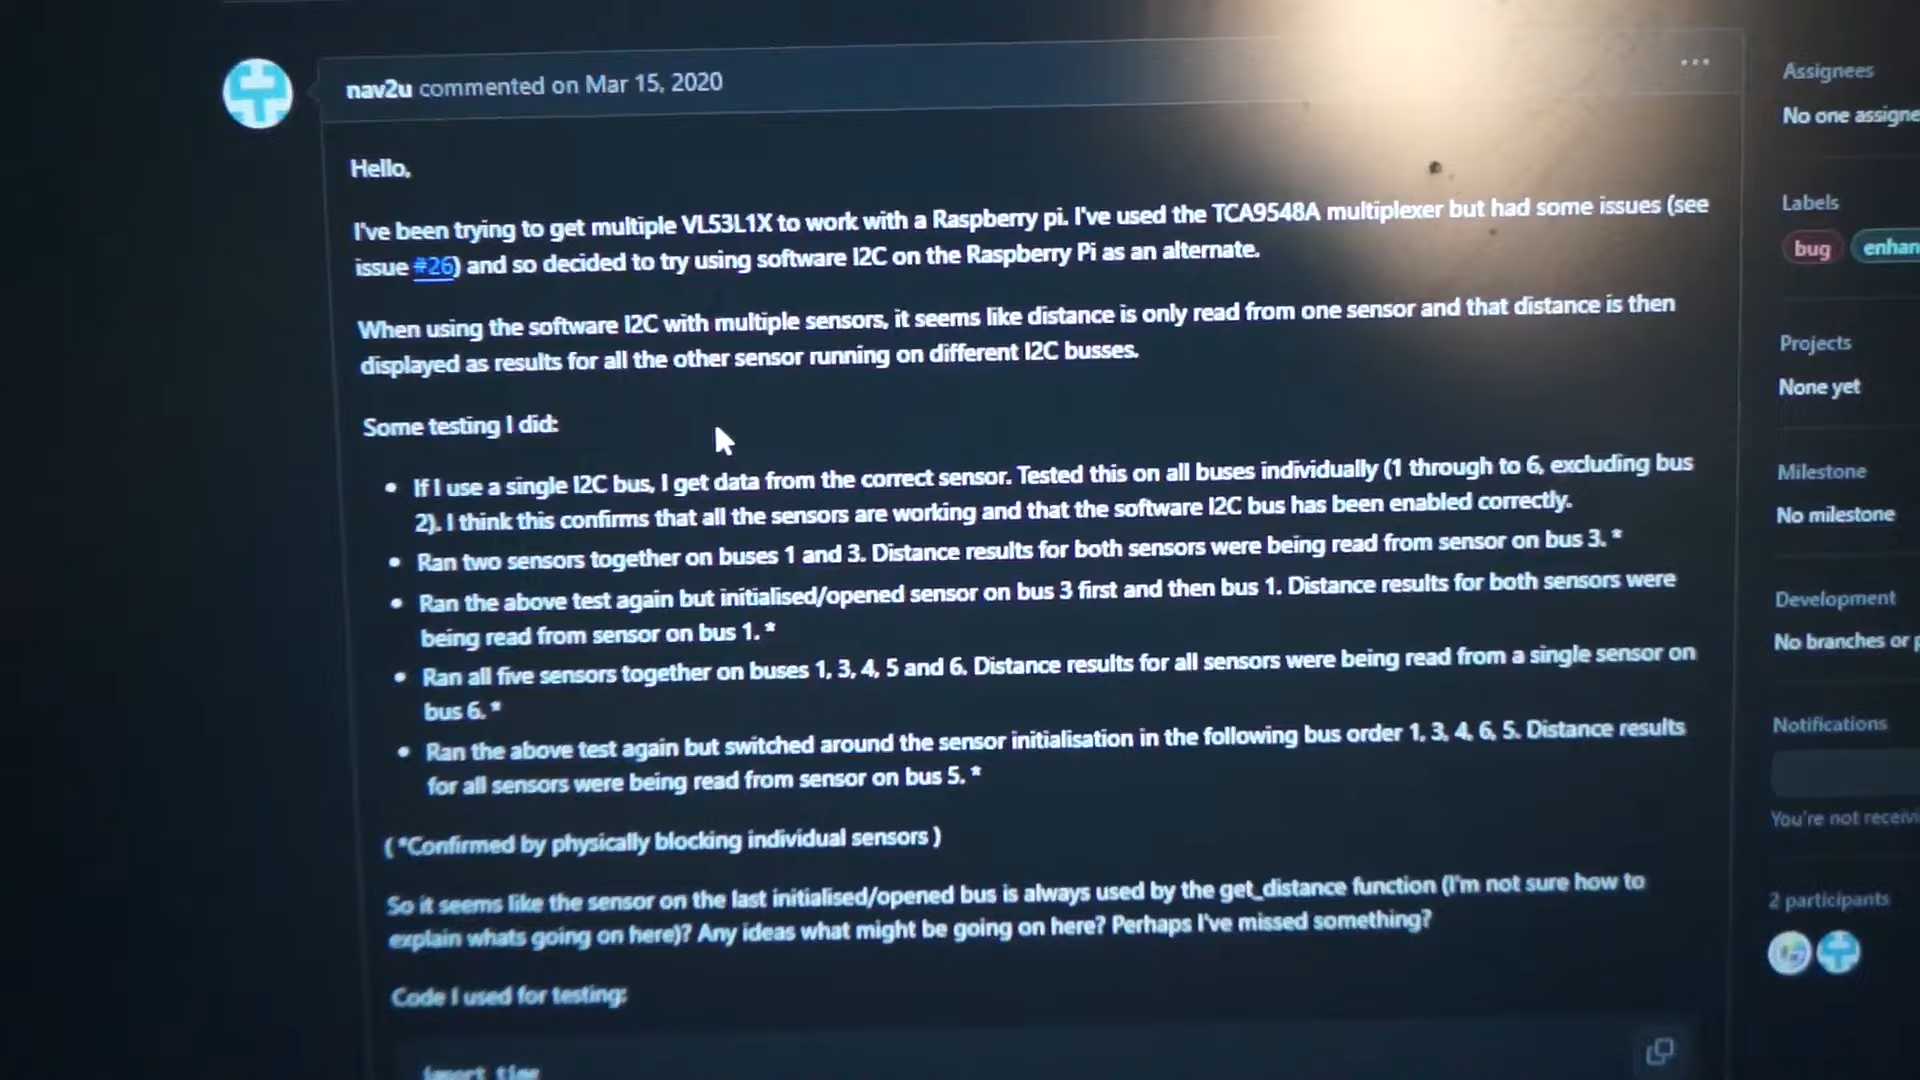 nav2u commented on Mar 15, 2020
Hello,
I've been trying to get multiple VL53L1X to work with a Raspberry pi. I've used the TCA9548A multiplexer but had some issues (see
issue #26) and so decided to try using software I2C on the Raspberry Pi as an alternate.
When using the software I2C with multiple sensors, it seems like distance is only read from one sensor and that distance is then
displayed as results for all the other sensor running on different I2C busses.
Some testing I did:
If I use a single I2C bus, I get data from the correct sensor. Tested this on all buses individually (1 through to 6, excluding bus
2). I think this confirms that all the sensors are working and that the software I2C bus has been enabled correctly.
Ran two sensors together on buses 1 and 3. Distance results for both sensors were being read from sensor on bus 3. *
Ran the above test again but initialised/opened sensor on bus 3 first and then bus 1. Distance results for both sensors were
being read from sensor on bus 1. *
Ran all five sensors together on buses 1, 3, 4, 5 and 6. Distance results for all sensors were being read from a single sensor on
bus 6. *
Ran the above test again but switched around the sensor initialisation in the following bus order 1, 3, 4, 6, 5. Distance results
for all sensors were being read from sensor on bus 5. *
( *Confirmed by physically blocking individual sensors )
So it seems like the sensor on the last initialised/opened bus is always used by the get_distance function (I'm not sure how to
explain whats going on here)? Any ideas what might be going on here? Perhaps I've missed something?
Code I used for testing:
import time
Assignees
No one assigne
Labels
bug enhan
Projects
None yet
Milestone
No milestone
Development
No branches or p
Notifications
You're not receivi
2 participants